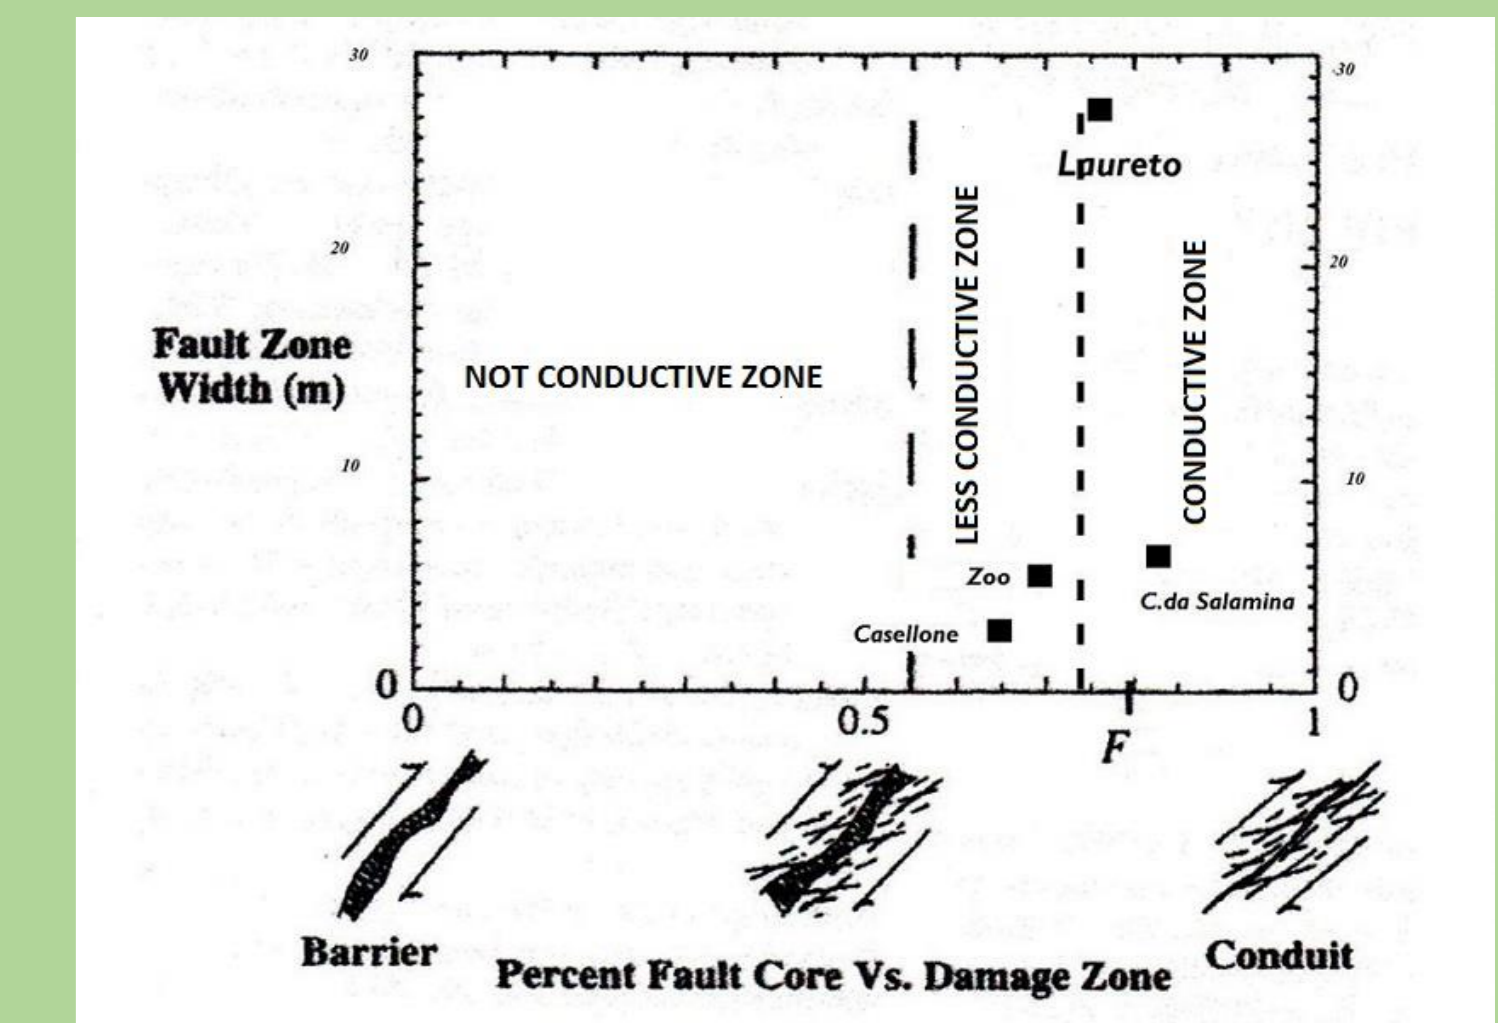 30
30
Laureto
20
20
Fault Zone
Width (m)
NOT CONDUCTIVE ZONE
LESS CONDUCTIVE ZONE
CONDUCTIVE ZONE
10
10
Zoo
C.da Salamina
Casellone
0
0
0
0.5
1
F
Barrier
Percent Fault Core Vs. Damage Zone
Conduit